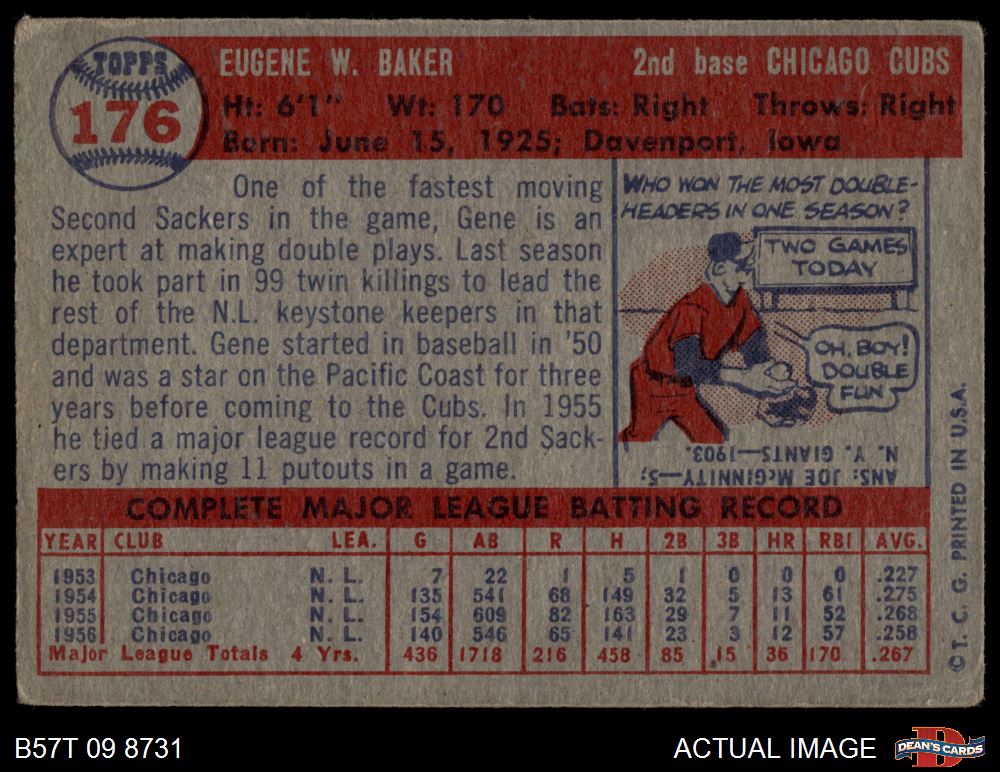 TOPPS
176
EUGENE W. BAKER 2nd base CHICAGO CUBS
Ht: 6'1" Wt: 170 Bats: Right Throws: Right
Born: June 15, 1925; Davenport, Iowa
One of the fastest moving
Second Sackers in the game, Gene is an
expert at making double plays. Last season
he took part in 99 twin killings to lead the
rest of the N.L. keystone keepers in that
department. Gene started in baseball in '50
and was a star on the Pacific Coast for three
years before coming to the Cubs. In 1955
he tied a major league record for 2nd Sack-
ers by making 11 putouts in a game.
WHO WON THE MOST DOUBLE-
HEADERS IN ONE SEASON?
TWO GAMES
TODAY
OH, BOY!
DOUBLE
FUN
ANS: JOE McGINNITY—5;
N. Y. GIANTS—1903.
COMPLETE MAJOR LEAGUE BATTING RECORD
YEAR CLUB LEA. G AB R H 2B 3B HR RBI AVG.
1953 Chicago N. L. 7 22 1 5 1 0 0 0 .227
1954 Chicago N. L. 135 541 68 149 32 5 13 61 .275
1955 Chicago N. L. 154 609 82 163 29 7 11 52 .268
1956 Chicago N. L. 140 546 65 141 23 3 12 57 .258
Major League Totals 4 Yrs. 436 1718 216 458 85 15 36 170 .267
©T. C. G. PRINTED IN U.S.A.
B57T 09 8731
ACTUAL IMAGE
DEAN'S CARDS